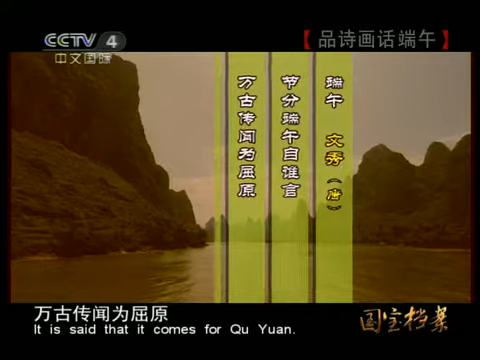 CCTV 4
中文国际
【品诗画话端午】
端午 文秀（唐）
节分端午自谁言
万古传闻为屈原
万古传闻为屈原
It is said that it comes for Qu Yuan.
国宝档案